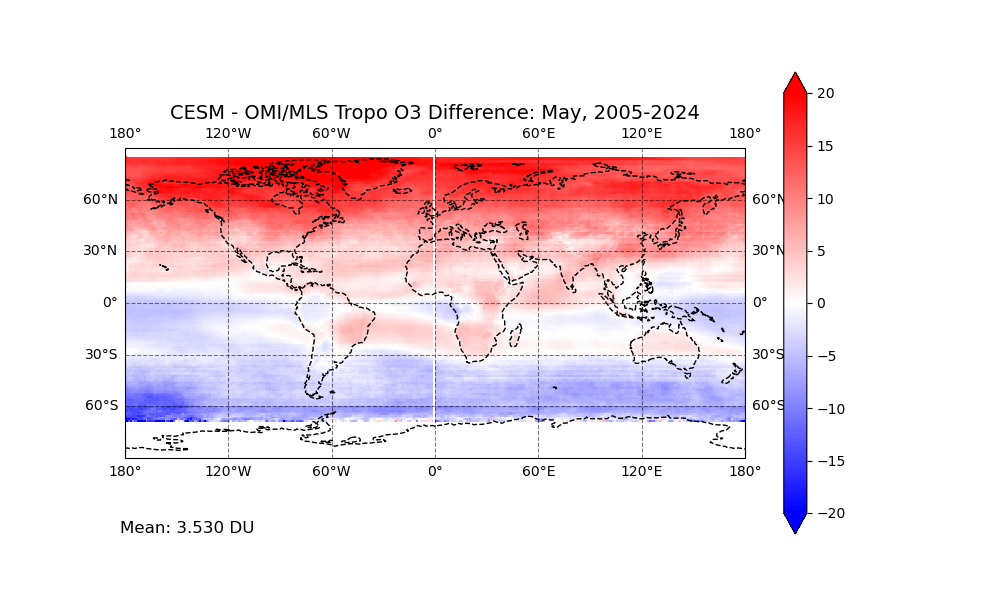 CESM - OMI/MLS Tropo O3 Difference: May, 2005-2024
180° 120°W 60°W 0° 60°E 120°E 180°
60°N 60°N
30°N 30°N
0° 0°
30°S 30°S
60°S 60°S
180° 120°W 60°W 0° 60°E 120°E 180°
20
15
10
5
0
−5
−10
−15
−20
Mean: 3.530 DU